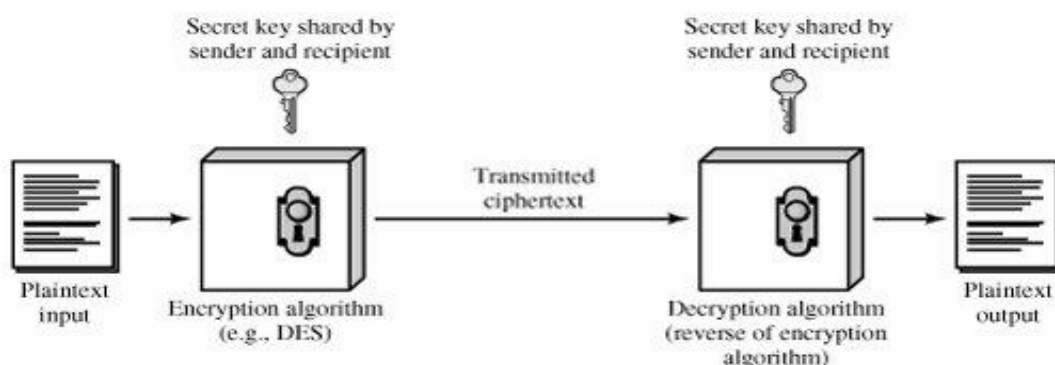 Secret key shared by
sender and recipient
Secret key shared by
sender and recipient
Transmitted
ciphertext
Plaintext
input
Encryption algorithm
(e.g., DES)
Decryption algorithm
(reverse of encryption
algorithm)
Plaintext
output